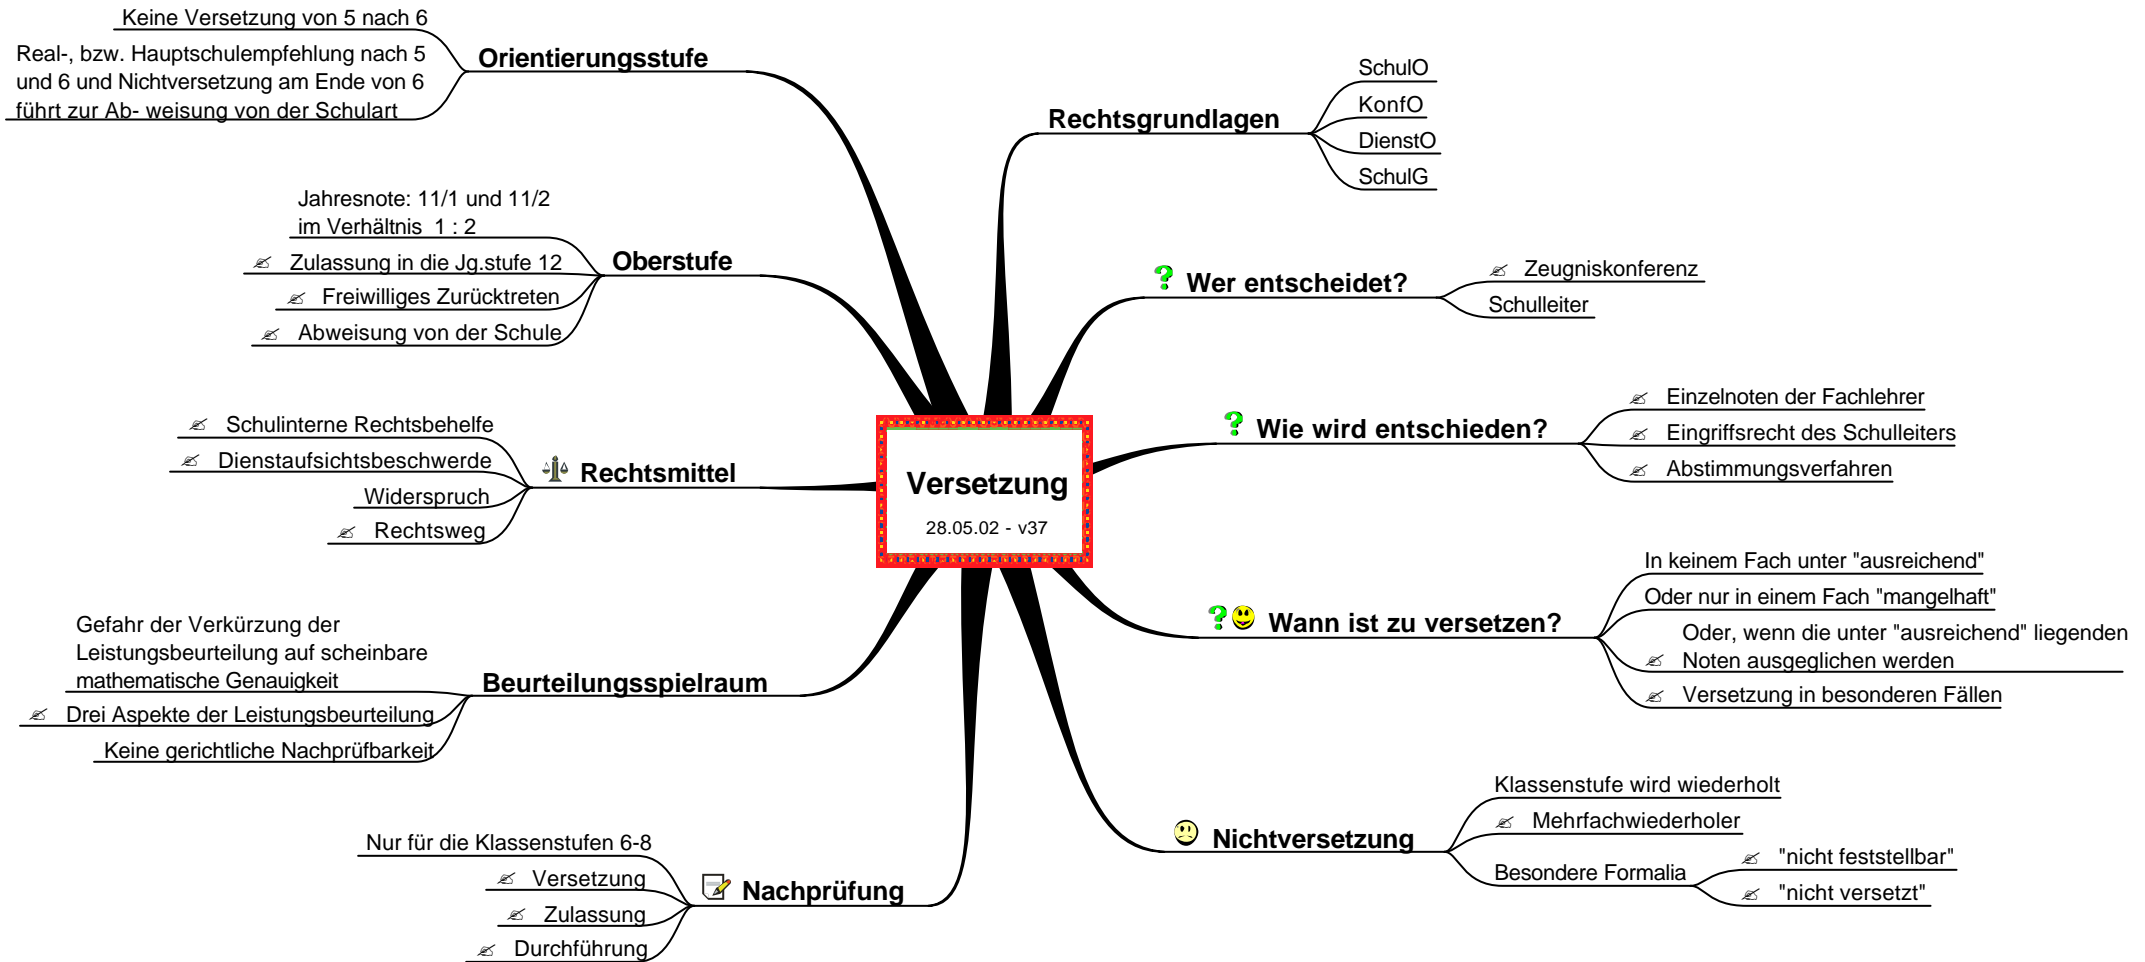 Versetzung
28.05.02 - v37
Rechtsgrundlagen
SchulO
KonfO
DienstO
SchulG
Wer entscheidet?
Zeugniskonferenz
Schulleiter
Wie wird entschieden?
Einzelnoten der Fachlehrer
Eingriffsrecht des Schulleiters
Abstimmungsverfahren
Wann ist zu versetzen?
In keinem Fach unter "ausreichend"
Oder nur in einem Fach "mangelhaft"
Oder, wenn die unter "ausreichend" liegenden
Noten ausgeglichen werden
Versetzung in besonderen Fällen
Nichtversetzung
Klassenstufe wird wiederholt
Mehrfachwiederholer
Besondere Formalia
"nicht feststellbar"
"nicht versetzt"
Nachprüfung
Nur für die Klassenstufen 6-8
Versetzung
Zulassung
Durchführung
Beurteilungsspielraum
Gefahr der Verkürzung der
Leistungsbeurteilung auf scheinbare
mathematische Genauigkeit
Drei Aspekte der Leistungsbeurteilung
Keine gerichtliche Nachprüfbarkeit
Rechtsmittel
Schulinterne Rechtsbehelfe
Dienstaufsichtsbeschwerde
Widerspruch
Rechtsweg
Oberstufe
Jahresnote: 11/1 und 11/2
im Verhältnis 1 : 2
Zulassung in die Jg.stufe 12
Freiwilliges Zurücktreten
Abweisung von der Schule
Orientierungsstufe
Keine Versetzung von 5 nach 6
Real-, bzw. Hauptschulempfehlung nach 5
und 6 und Nichtversetzung am Ende von 6
führt zur Ab- weisung von der Schulart